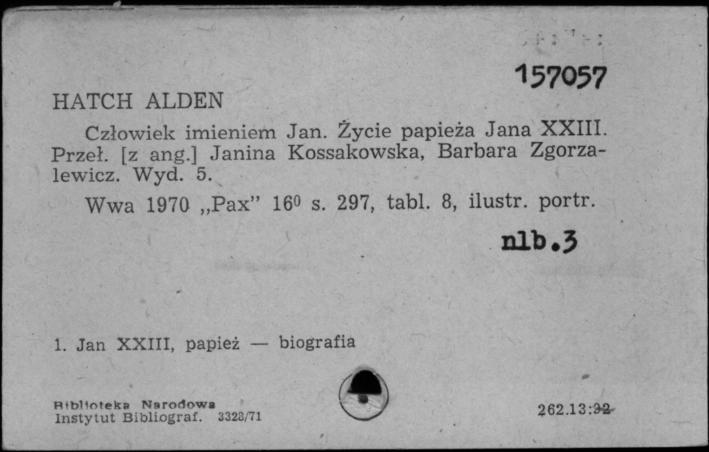 157057
HATCH ALDEN
Człowiek imieniem Jan. Życie papieża Jana XXIII.
Przeł. [z ang.] Janina Kossakowska, Barbara Zgorza-
lewicz. Wyd. 5.
Wwa 1970 „Pax” 16⁰ s. 297, tabl. 8, ilustr. portr.
nlb.3
1. Jan XXIII, papież — biografia
Biblioteka Narodowa
Instytut Bibliograf. 3328/71
262.13:92